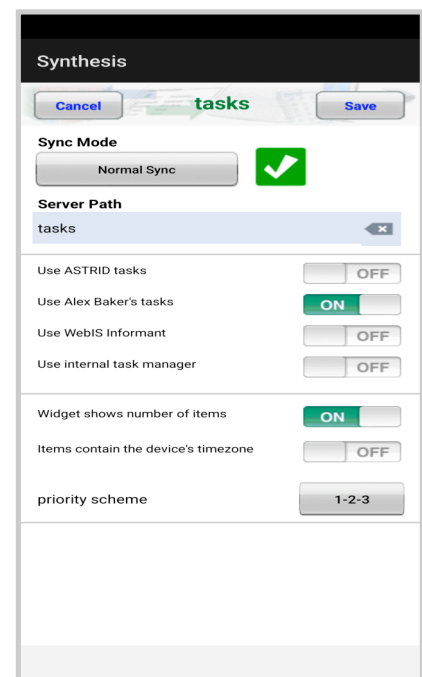 Synthesis
Cancel tasks Save
Sync Mode
Normal Sync
Server Path
tasks
Use ASTRID tasks OFF
Use Alex Baker's tasks ON
Use WebIS Informant OFF
Use internal task manager OFF
Widget shows number of items ON
Items contain the device's timezone OFF
priority scheme 1-2-3